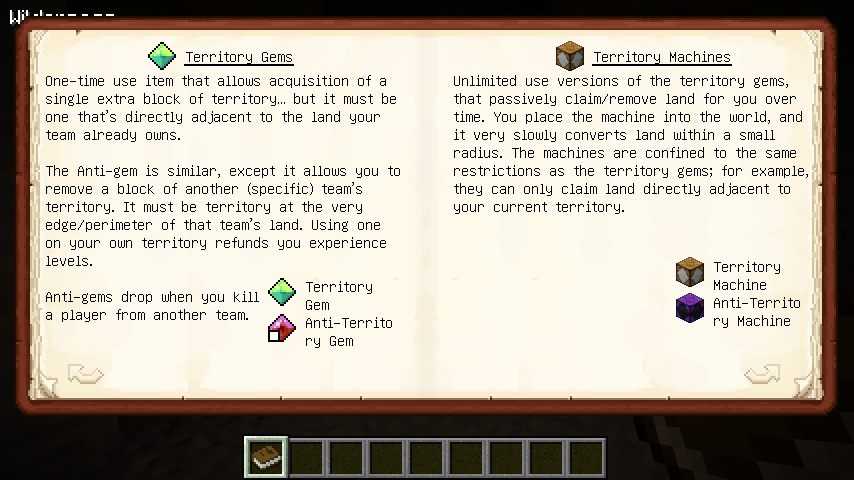 Territory Gems
One-time use item that allows acquisition of a
single extra block of territory… but it must be
one that's directly adjacent to the land your
team already owns.
The Anti-gem is similar, except it allows you to
remove a block of another (specific) team's
territory. It must be territory at the very
edge/perimeter of that team's land. Using one
on your own territory refunds you experience
levels.
Anti-gems drop when you kill
a player from another team.
Territory
Gem
Anti-Territo
ry Gem
Territory Machines
Unlimited use versions of the territory gems,
that passively claim/remove land for you over
time. You place the machine into the world, and
it very slowly converts land within a small
radius. The machines are confined to the same
restrictions as the territory gems; for example,
they can only claim land directly adjacent to
your current territory.
Territory
Machine
Anti-Territo
ry Machine